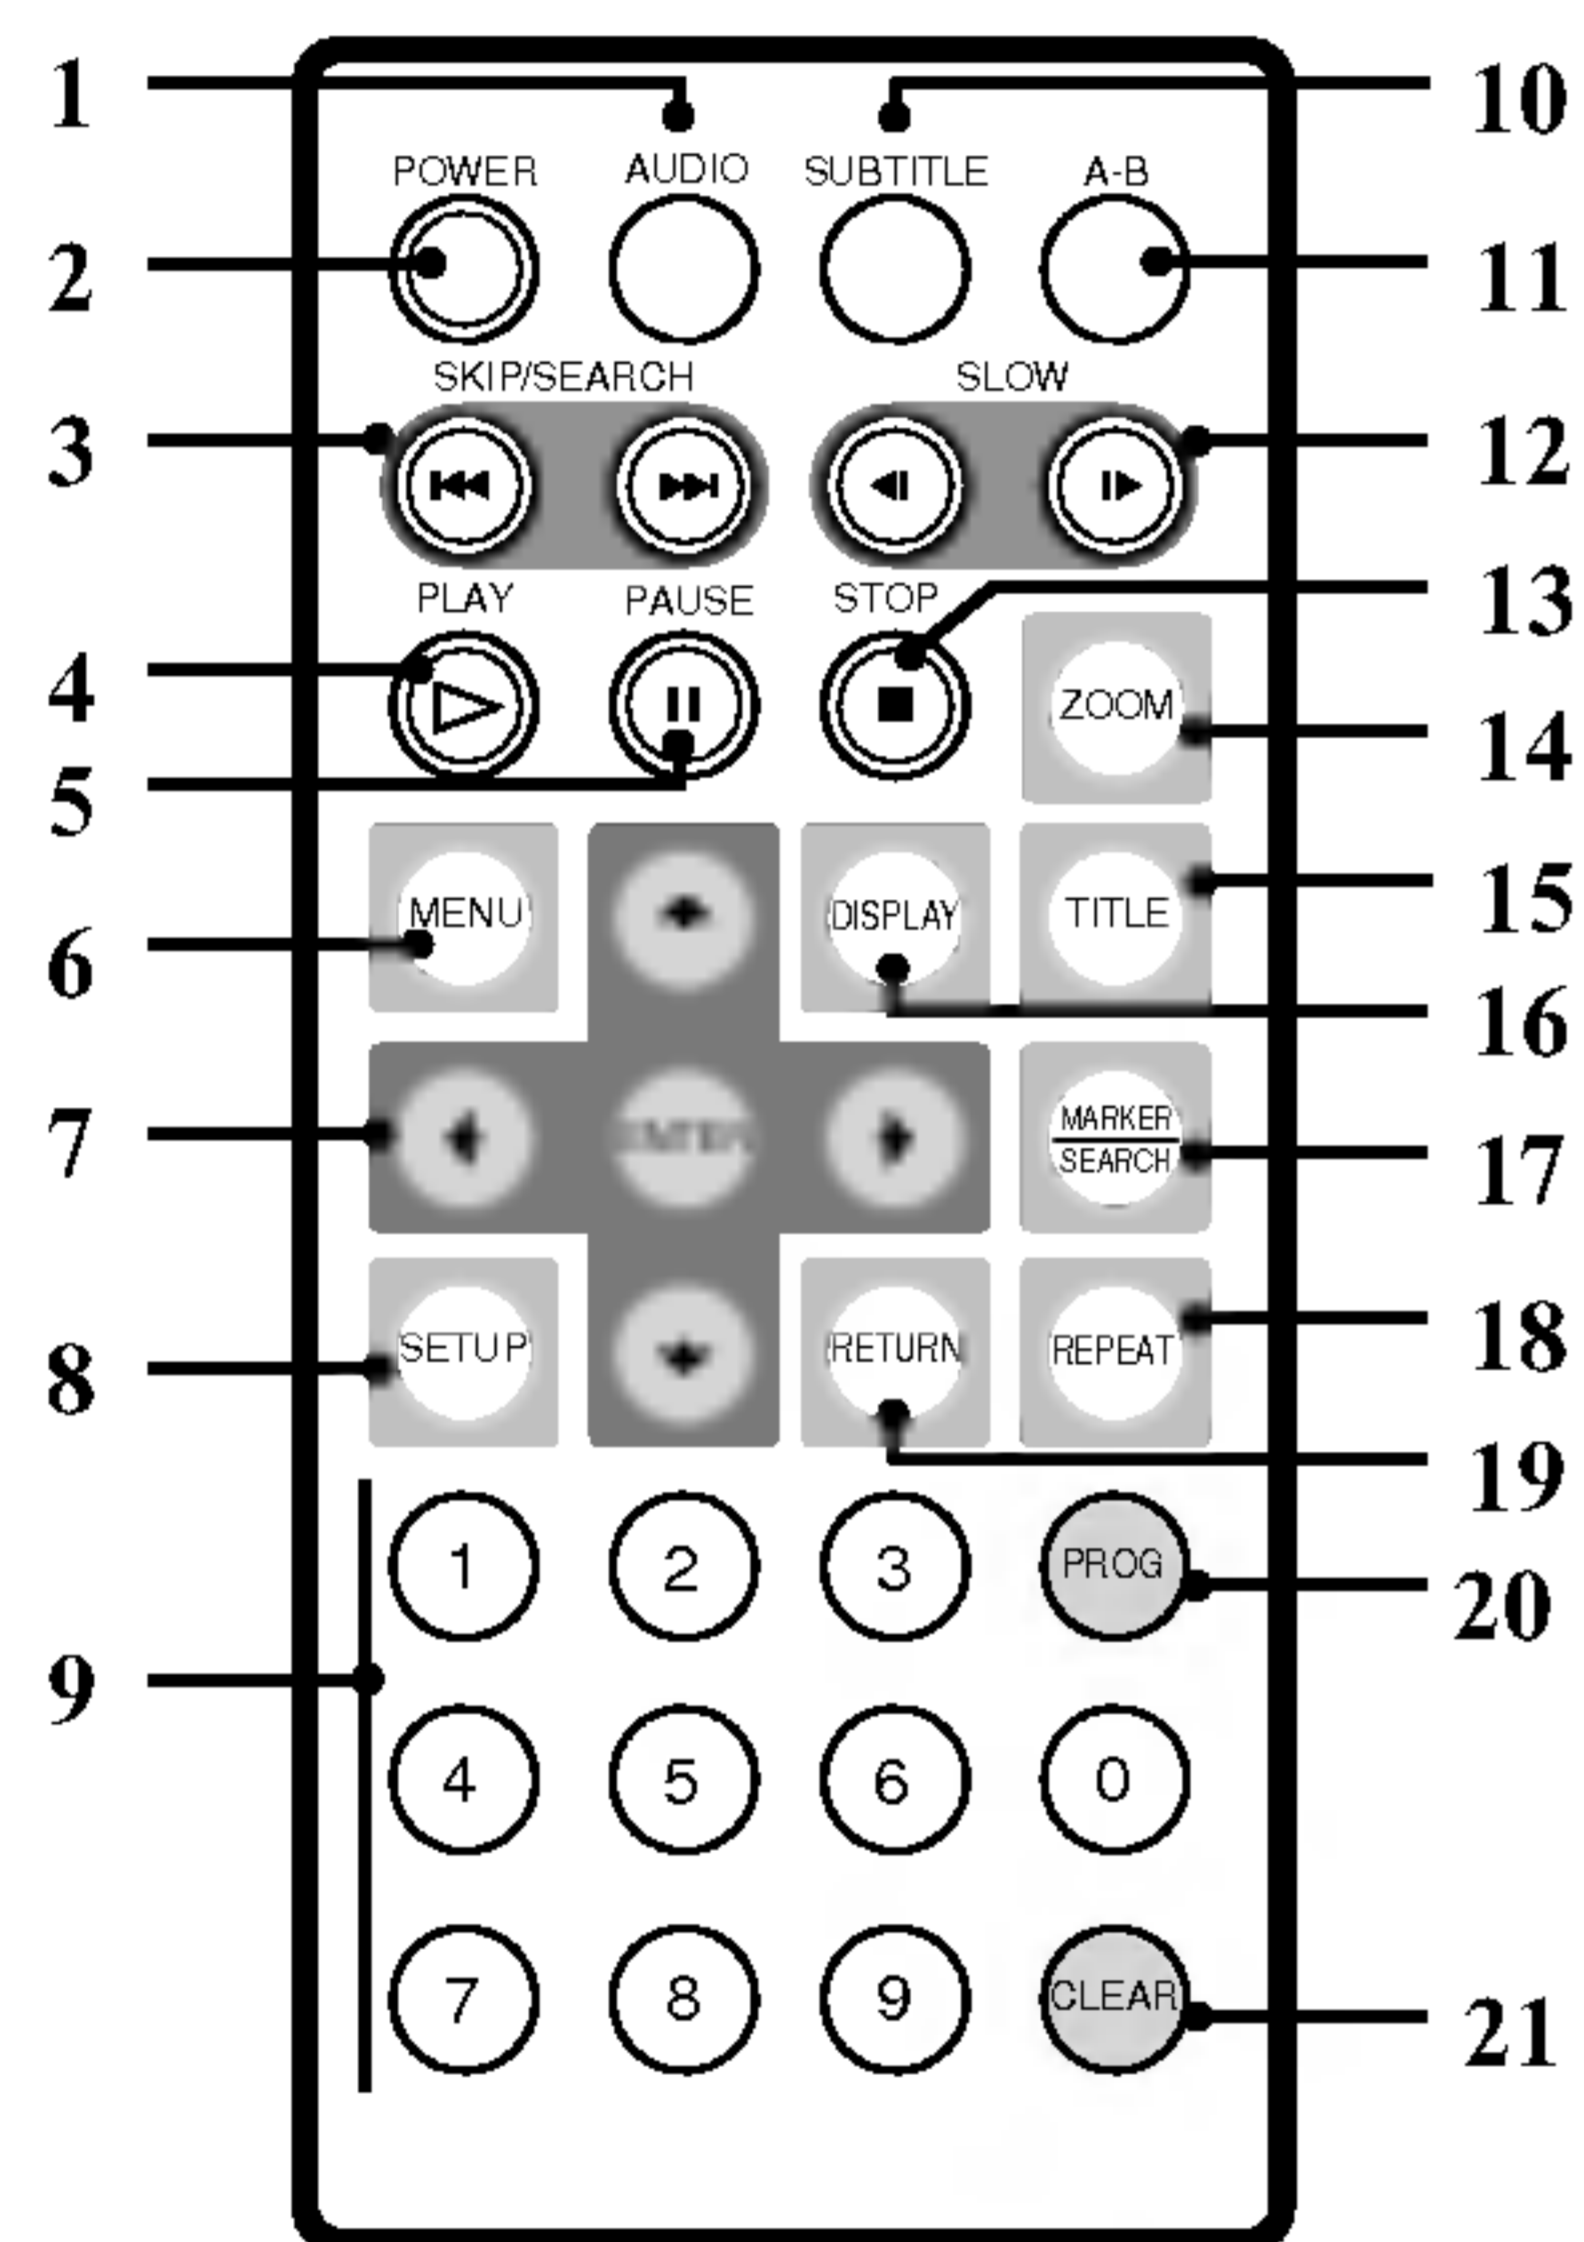 1
10
POWER AUDIO SUBTITLE A-B
2
11
SKIP/SEARCH SLOW
3
12
PLAY PAUSE STOP
13
4
ZOOM
14
5
MENU DISPLAY TITLE
15
6
16
7
ENTER
MARKER
SEARCH
17
SETUP RETURN REPEAT
18
8
19
1 2 3 PROG
20
9
4 5 6 0
7 8 9 CLEAR
21